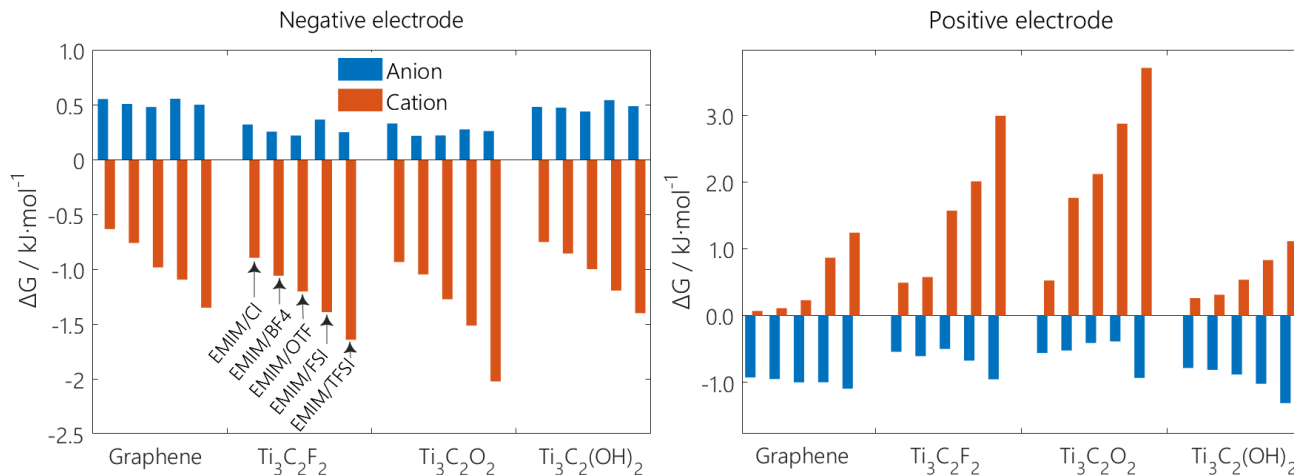 Negative electrode
1.0
0.5
0
-0.5
-1.0
-1.5
-2
-2.5
ΔG / kJ·mol⁻¹
Anion
Cation
EMIM/Cl
EMIM/BF4
EMIM/OTF
EMIM/FSI
EMIM/TFSI
Graphene
Ti₃C₂F₂
Ti₃C₂O₂
Ti₃C₂(OH)₂
Positive electrode
3.0
2.0
1.0
0.0
-1.0
ΔG / kJ·mol⁻¹
Graphene
Ti₃C₂F₂
Ti₃C₂O₂
Ti₃C₂(OH)₂